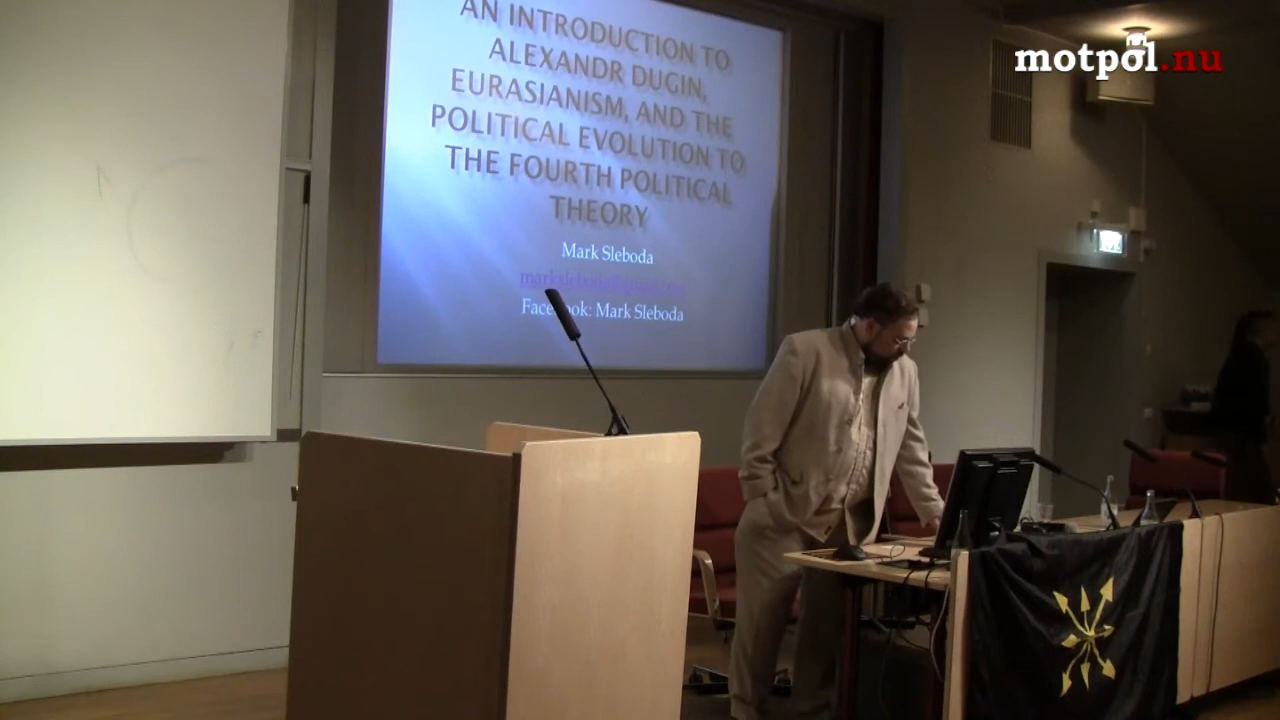 AN INTRODUCTION TO
ALEXANDR DUGIN,
EURASIANISM, AND THE
POLITICAL EVOLUTION TO
THE FOURTH POLITICAL
THEORY
Mark Sleboda
Facebook: Mark Sleboda
motpol.nu